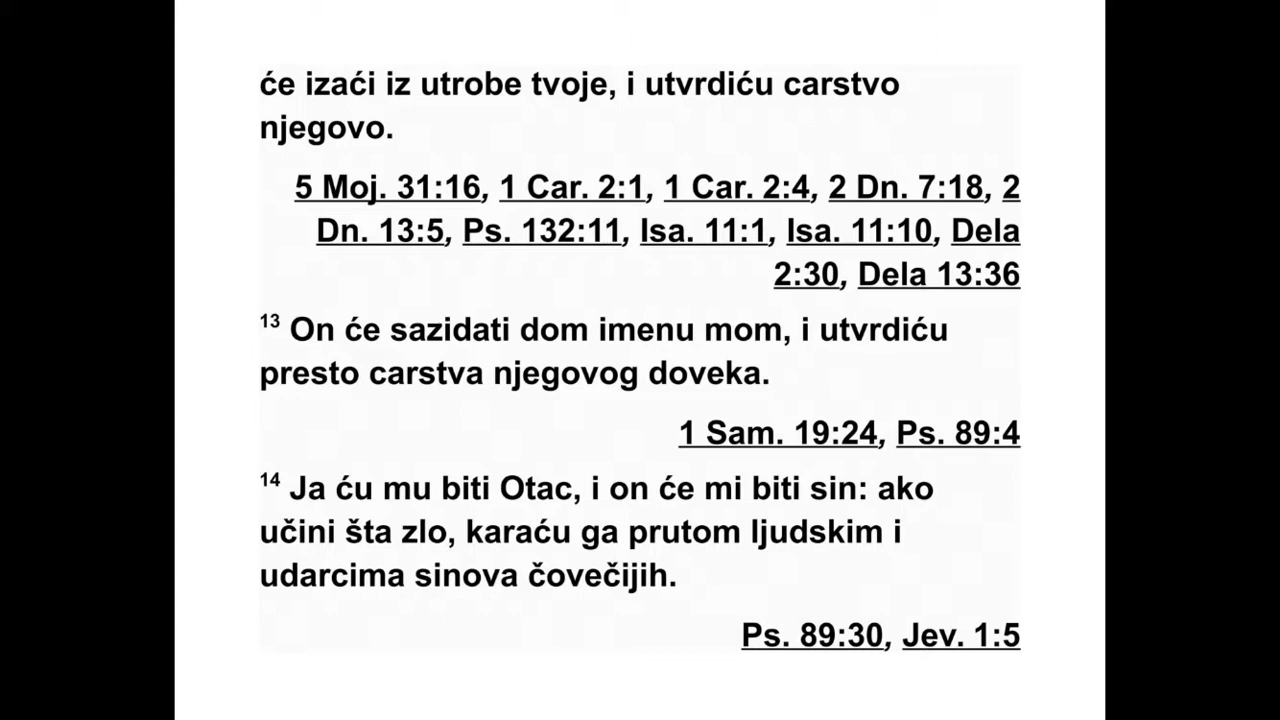 će izaći iz utrobe tvoje, i utvrdiću carstvo
njegovo.
5 Moj. 31:16, 1 Car. 2:1, 1 Car. 2:4, 2 Dn. 7:18, 2
Dn. 13:5, Ps. 132:11, Isa. 11:1, Isa. 11:10, Dela
2:30, Dela 13:36
13 On će sazidati dom imenu mom, i utvrdiću
presto carstva njegovog doveka.
1 Sam. 19:24, Ps. 89:4
14 Ja ću mu biti Otac, i on će mi biti sin: ako
učini šta zlo, karaću ga prutom ljudskim i
udarcima sinova čovečijih.
Ps. 89:30, Jev. 1:5